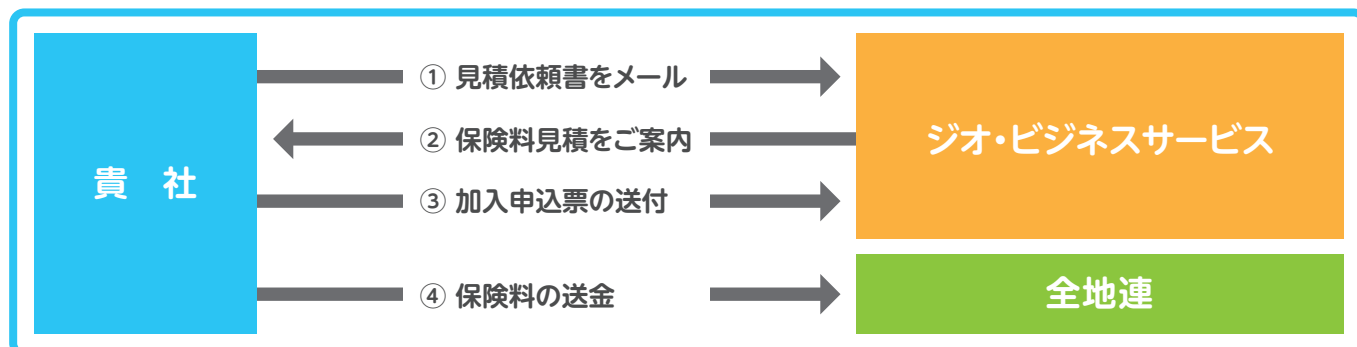 貴　社
① 見積依頼書をメール
② 保険料見積をご案内
③ 加入申込票の送付
④ 保険料の送金
ジオ・ビジネスサービス
全地連